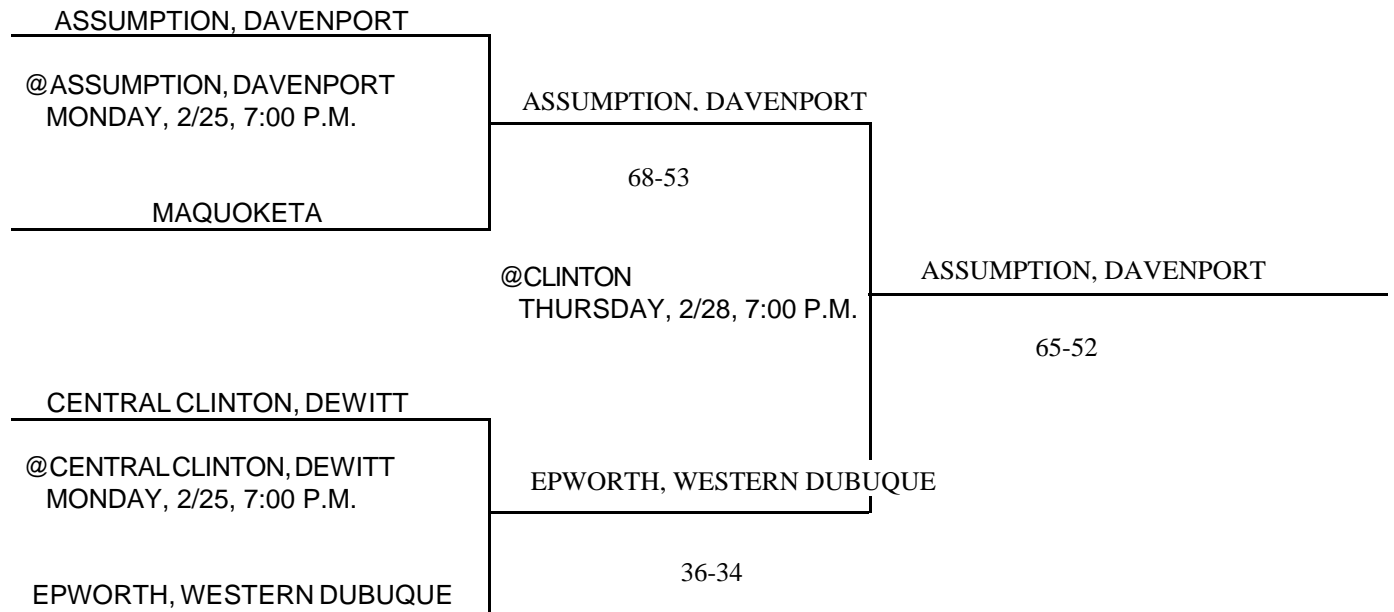 ASSUMPTION, DAVENPORT
@ASSUMPTION, DAVENPORT
MONDAY, 2/25, 7:00 P.M.
MAQUOKETA
ASSUMPTION, DAVENPORT
68-53
@CLINTON
THURSDAY, 2/28, 7:00 P.M.
ASSUMPTION, DAVENPORT
65-52
CENTRAL CLINTON, DEWITT
@CENTRAL CLINTON, DEWITT
MONDAY, 2/25, 7:00 P.M.
EPWORTH, WESTERN DUBUQUE
EPWORTH, WESTERN DUBUQUE
36-34